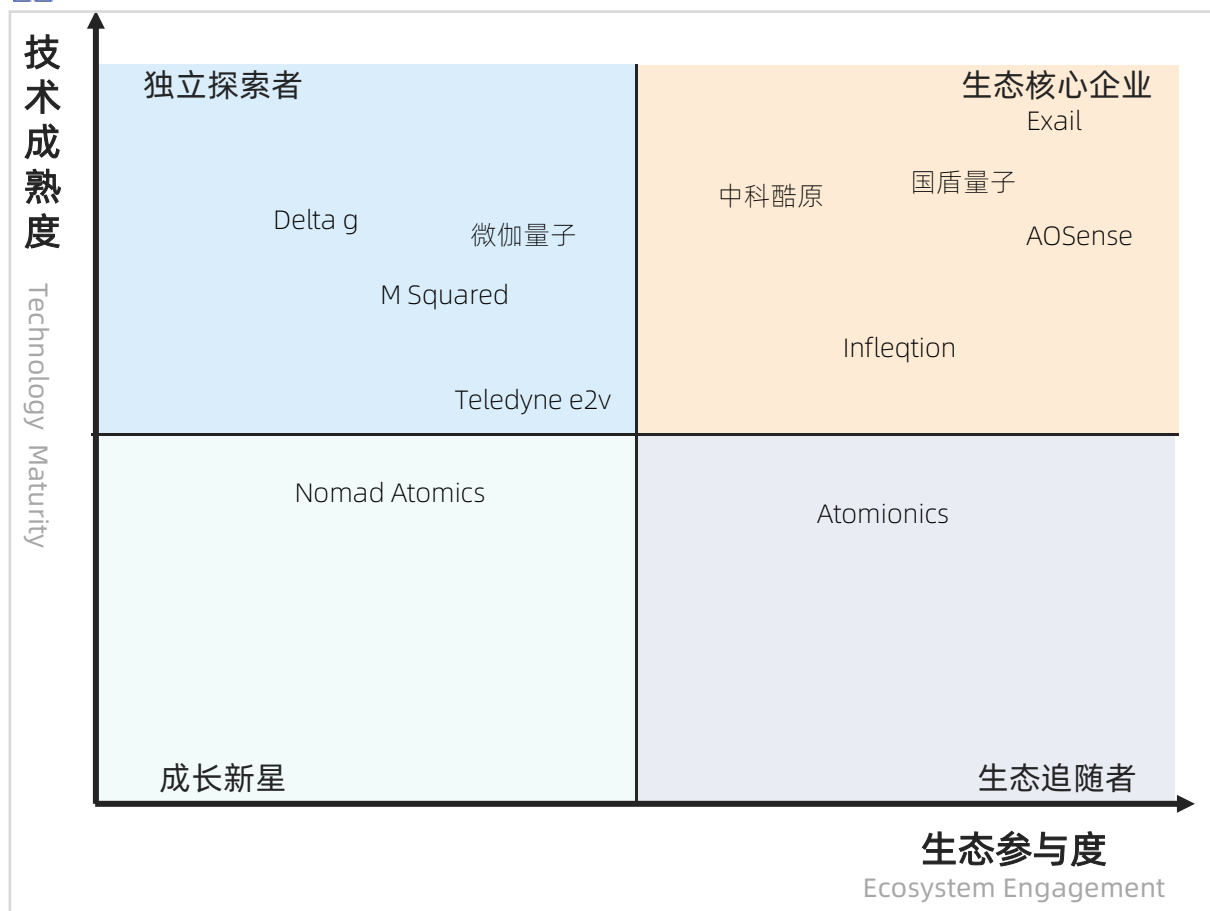 技术成熟度
Technology Maturity
独立探索者
生态核心企业
Exail
国盾量子
中科酷原
Delta g
微伽量子
AOSense
M Squared
Infleqtion
Teledyne e2v
Nomad Atomics
Atomionics
成长新星
生态追随者
生态参与度
Ecosystem Engagement